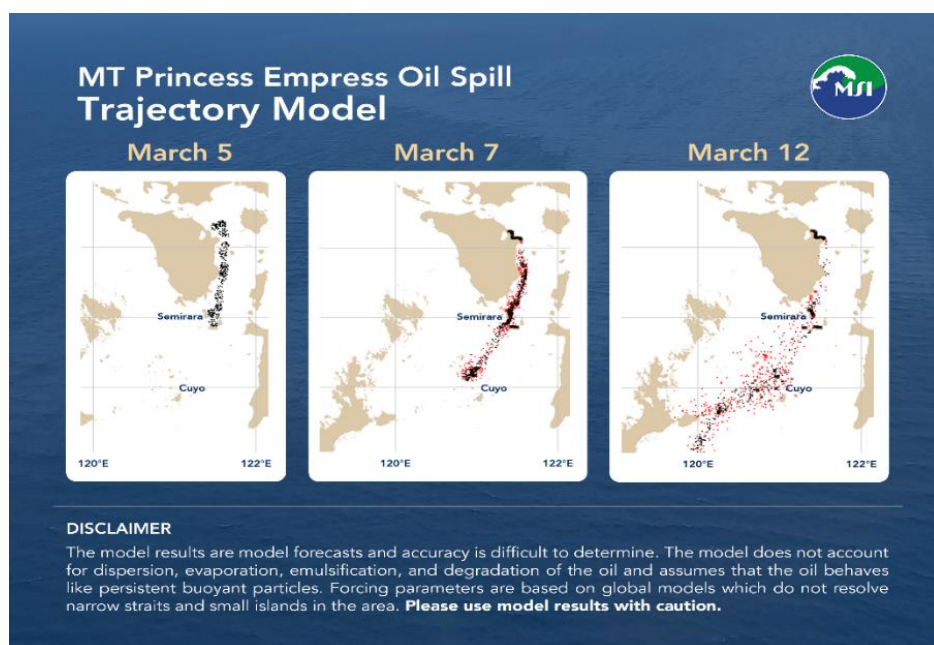 MT Princess Empress Oil Spill
Trajectory Model
MSI
March 5
March 7
March 12
Semirara
Cuyo
120°E
122°E
Semirara
Cuyo
120°E
122°E
Semirara
Cuyo
120°E
122°E
DISCLAIMER
The model results are model forecasts and accuracy is difficult to determine. The model does not account
for dispersion, evaporation, emulsification, and degradation of the oil and assumes that the oil behaves
like persistent buoyant particles. Forcing parameters are based on global models which do not resolve
narrow straits and small islands in the area. Please use model results with caution.